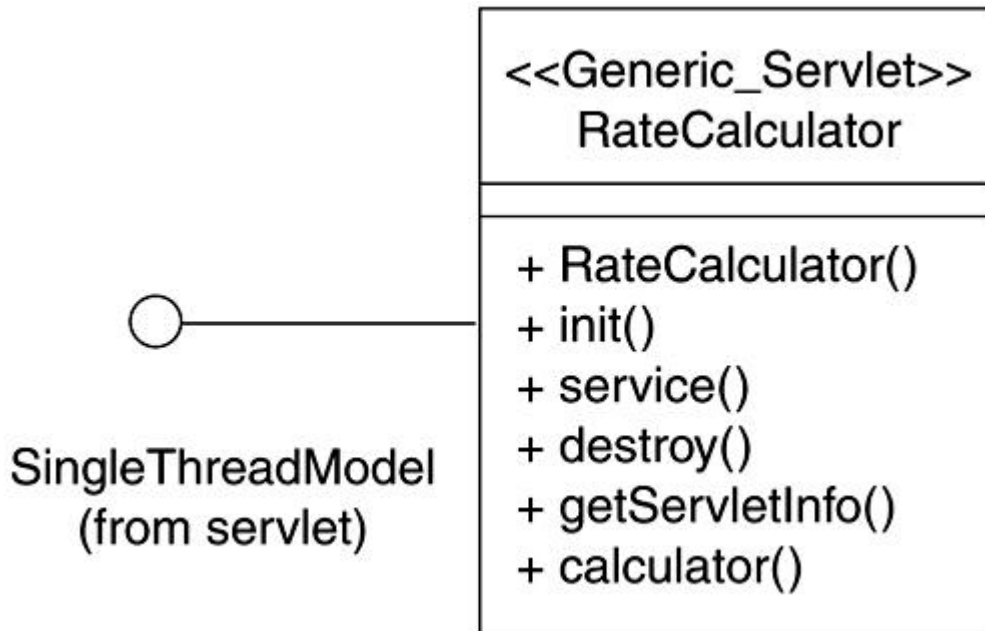 <<Generic_Servlet>>
RateCalculator
+ RateCalculator()
+ init()
+ service()
+ destroy()
+ getServletInfo()
+ calculator()
SingleThreadModel
(from servlet)